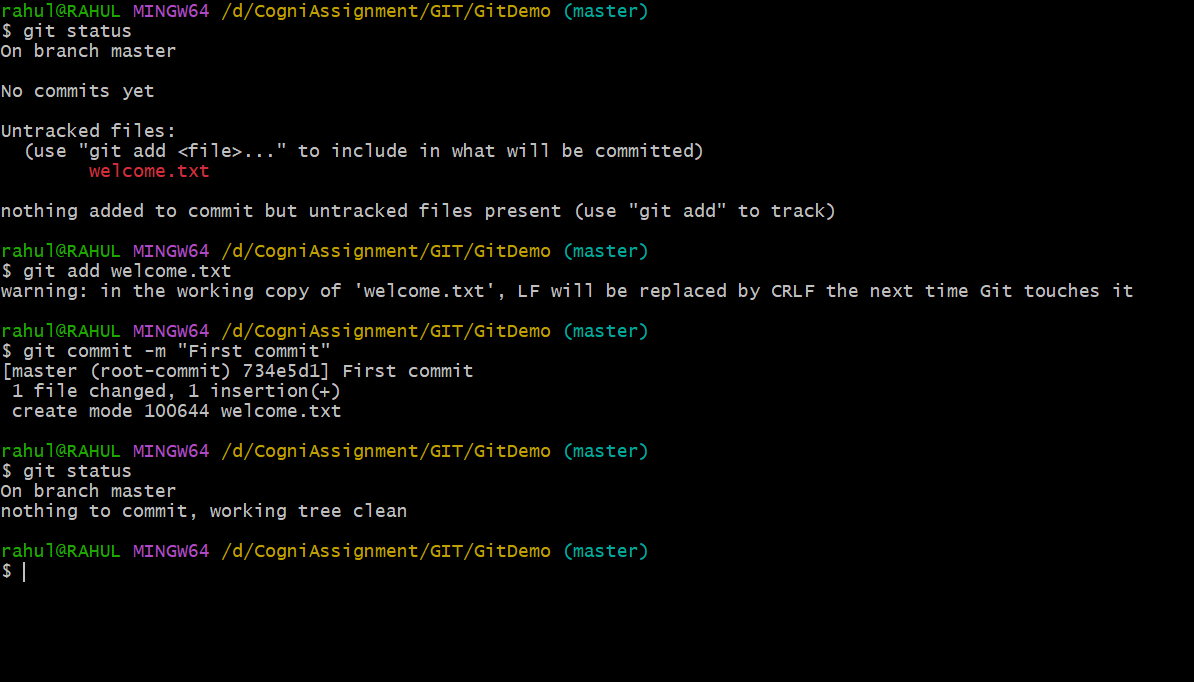 rahul@RAHUL MINGW64 /d/CogniAssignment/GIT/GitDemo (master)
$ git status
On branch master
No commits yet
Untracked files:
  (use "git add <file>..." to include in what will be committed)
        welcome.txt
nothing added to commit but untracked files present (use "git add" to track)
rahul@RAHUL MINGW64 /d/CogniAssignment/GIT/GitDemo (master)
$ git add welcome.txt
warning: in the working copy of 'welcome.txt', LF will be replaced by CRLF the next time Git touches it
rahul@RAHUL MINGW64 /d/CogniAssignment/GIT/GitDemo (master)
$ git commit -m "First commit"
[master (root-commit) 734e5d1] First commit
 1 file changed, 1 insertion(+)
 create mode 100644 welcome.txt
rahul@RAHUL MINGW64 /d/CogniAssignment/GIT/GitDemo (master)
$ git status
On branch master
nothing to commit, working tree clean
rahul@RAHUL MINGW64 /d/CogniAssignment/GIT/GitDemo (master)
$